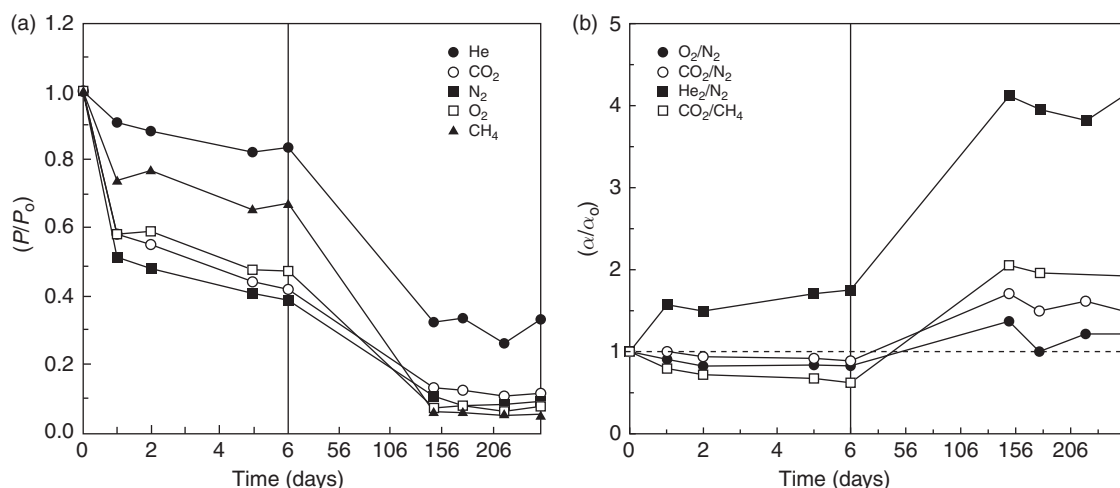 (a)
1.2
1.0
0.8
0.6
0.4
0.2
0.0
(P/Po)
He
CO2
N2
O2
CH4
0 2 4 6 56 106 156 206
Time (days)
(b)
5
4
3
2
1
0
(α/αo)
O2/N2
CO2/N2
He2/N2
CO2/CH4
0 2 4 6 56 106 156 206
Time (days)